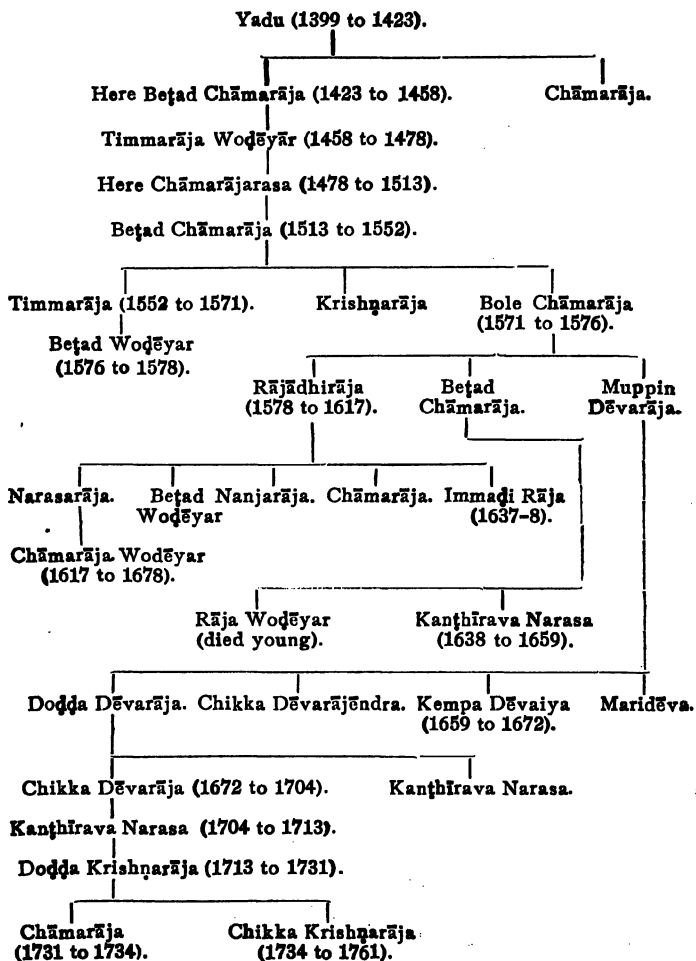 Yadu (1399 to 1423).
Here Beṭad Chāmarāja (1423 to 1458). Chāmarāja.
Timmarāja Woḍēyār (1458 to 1478).
Here Chāmarājarasa (1478 to 1513).
Beṭad Chāmarāja (1513 to 1552).
Timmarāja (1552 to 1571). Krishṇarāja Bole Chāmarāja
(1571 to 1576).
Beṭad Woḍēyar
(1576 to 1578).
Rājādhirāja Beṭad Muppin
(1578 to 1617). Chāmarāja. Dēvarāja.
Narasarāja. Beṭad Nanjarāja. Chāmarāja. Immaḍi Rāja
Woḍēyar (1637-8).
Chāmarāja Woḍēyar
(1617 to 1678).
Rāja Woḍēyar Kanṭhīrava Narasa
(died young). (1638 to 1659).
Doḍḍa Dēvarāja. Chikka Dēvarājēndra. Kempa Dēvaiya Maridēva.
(1659 to 1672).
Chikka Dēvarāja (1672 to 1704). Kanṭhīrava Narasa.
Kanṭhīrava Narasa (1704 to 1713).
Doḍḍa Krishṇarāja (1713 to 1731).
Chāmarāja Chikka Krishṇarāja
(1731 to 1734). (1734 to 1761).